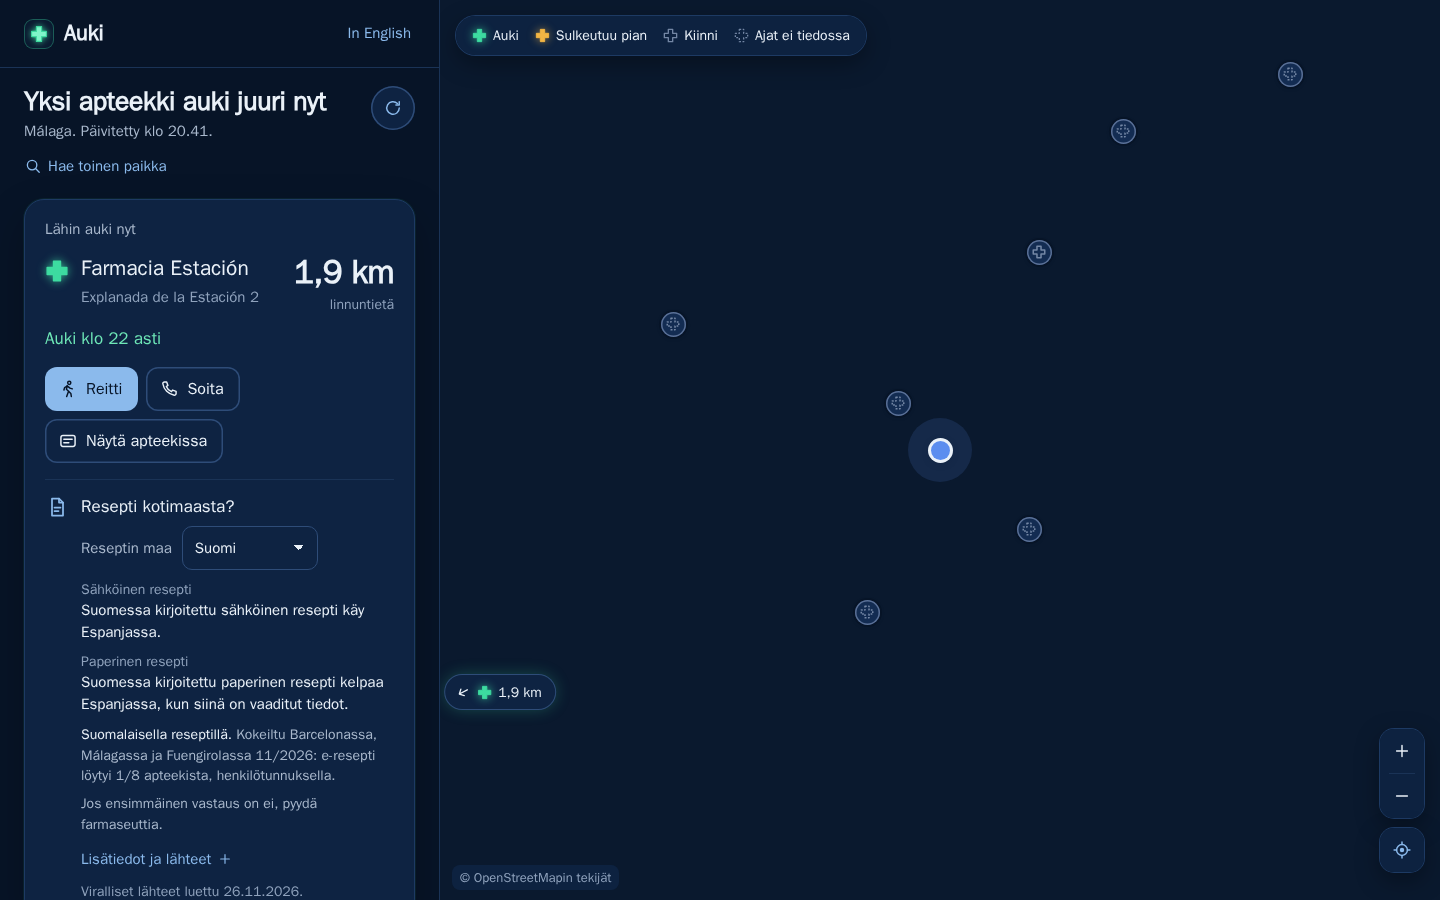 Auki
In English
Yksi apteekki auki juuri nyt
Málaga. Päivitetty klo 20.41.
Hae toinen paikka
Lähin auki nyt
Farmacia Estación
1,9 km
Explanada de la Estación 2
linnuntietä
Auki klo 22 asti
Reitti
Soita
Näytä apteekissa
Resepti kotimaasta?
Reseptin maa
Suomi
Sähköinen resepti
Suomessa kirjoitettu sähköinen resepti käy
Espanjassa.
Paperinen resepti
Suomessa kirjoitettu paperinen resepti kelpaa
Espanjassa, kun siinä on vaaditut tiedot.
Suomalaisella reseptillä. Kokeiltu Barcelonassa,
Málagassa ja Fuengirolassa 11/2026: e-resepti
löytyi 1/8 apteekista, henkilötunnuksella.
Jos ensimmäinen vastaus on ei, pyydä
farmaseuttia.
Lisätiedot ja lähteet +
Viralliset lähteet luettu 26.11.2026.
Auki
Sulkeutuu pian
Kiinni
Ajat ei tiedossa
1,9 km
+
−
© OpenStreetMapin tekijät